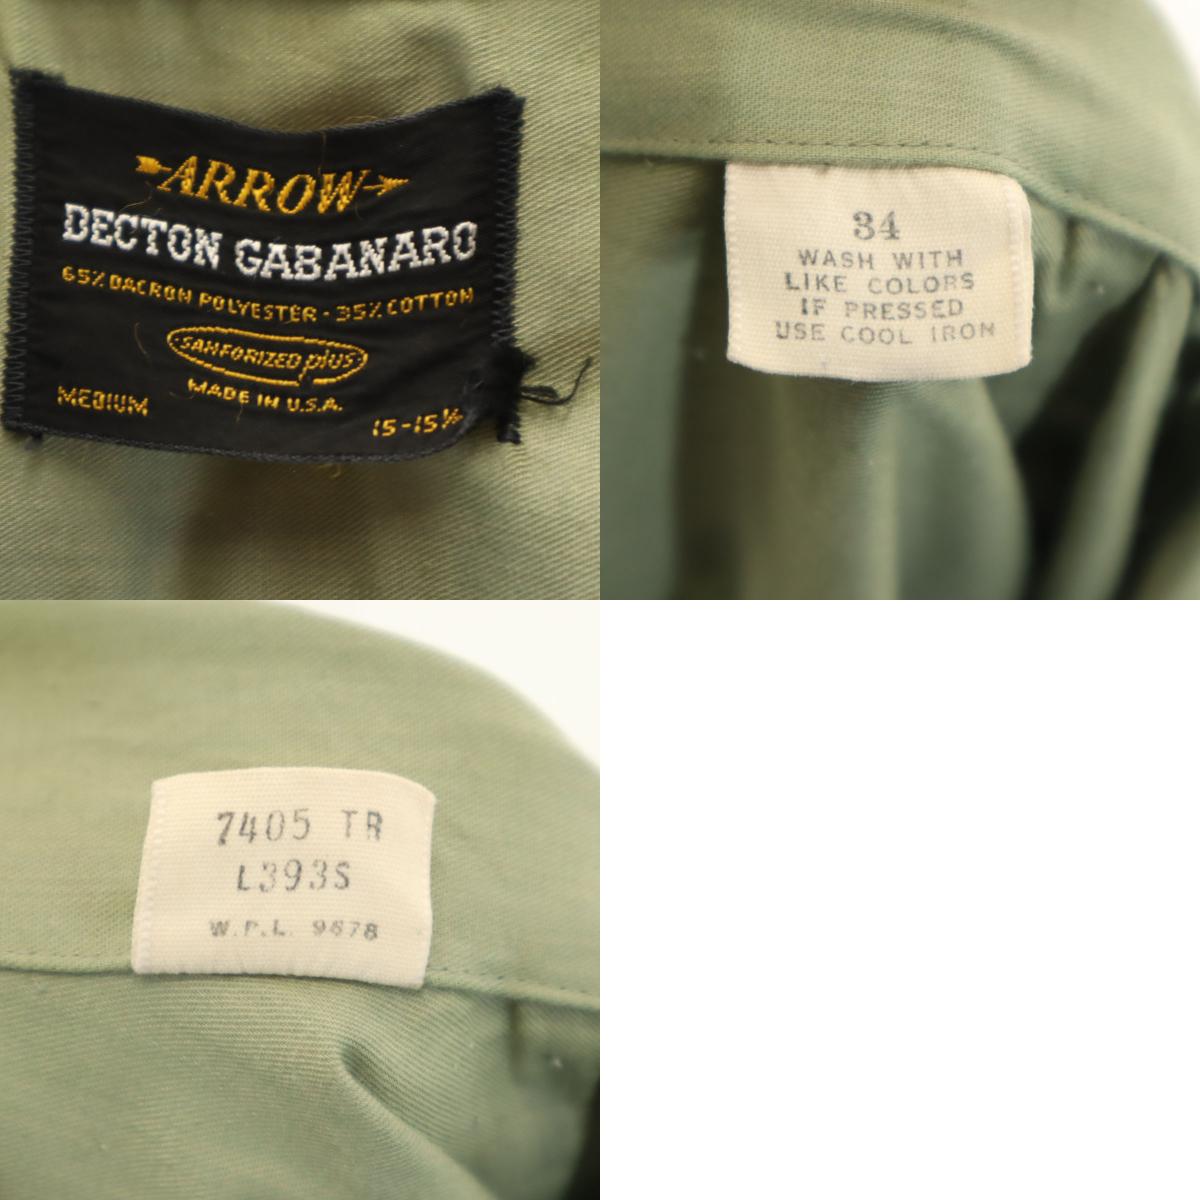 ARROW
DECTON GABANARO
65% DACRON POLYESTER - 35% COTTON
SANFORIZED plus
MADE IN U.S.A.
MEDIUM 15-15½
34
WASH WITH
LIKE COLORS
IF PRESSED
USE COOL IRON
7405 TR
L393S
W.P.L. 9678